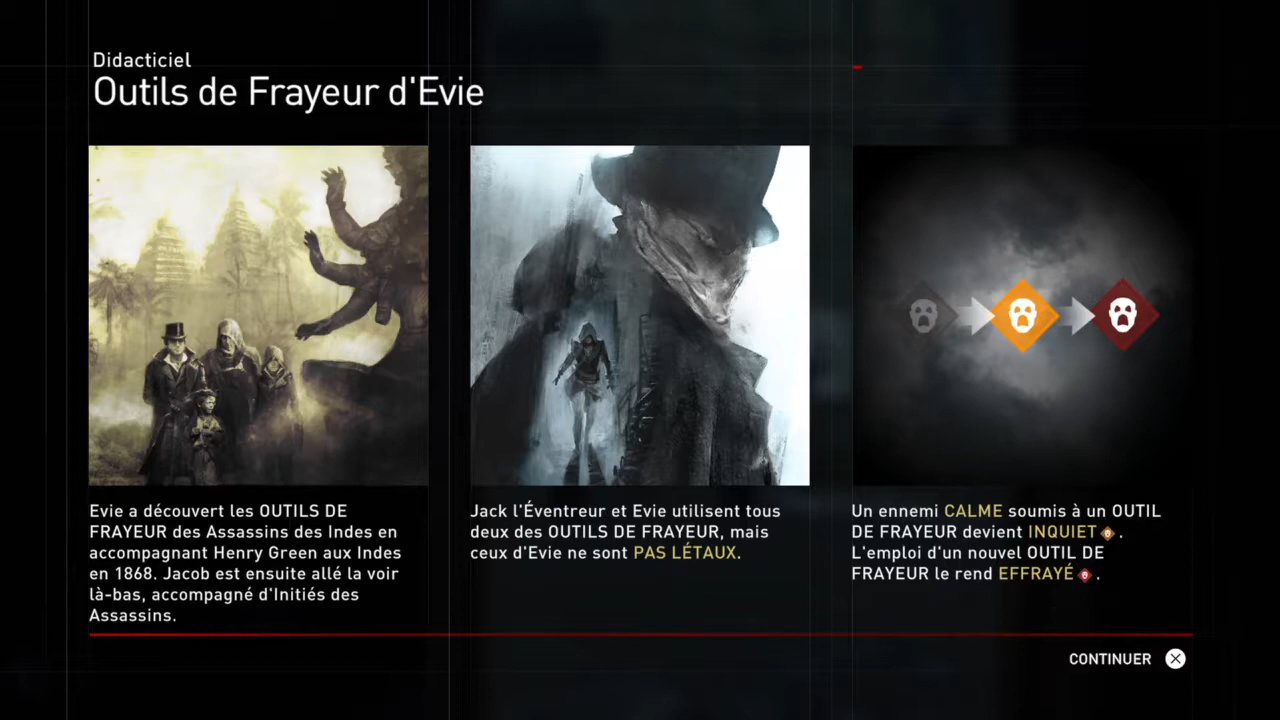 Didacticiel
Outils de Frayeur d'Evie
Evie a découvert les OUTILS DE
FRAYEUR des Assassins des Indes en
accompagnant Henry Green aux Indes
en 1868. Jacob est ensuite allé la voir
là-bas, accompagné d'Initiés des
Assassins.
Jack l'Éventreur et Evie utilisent tous
deux des OUTILS DE FRAYEUR, mais
ceux d'Evie ne sont PAS LÉTAUX.
Un ennemi CALME soumis à un OUTIL
DE FRAYEUR devient INQUIET.
L'emploi d'un nouvel OUTIL DE
FRAYEUR le rend EFFRAYÉ.
CONTINUER